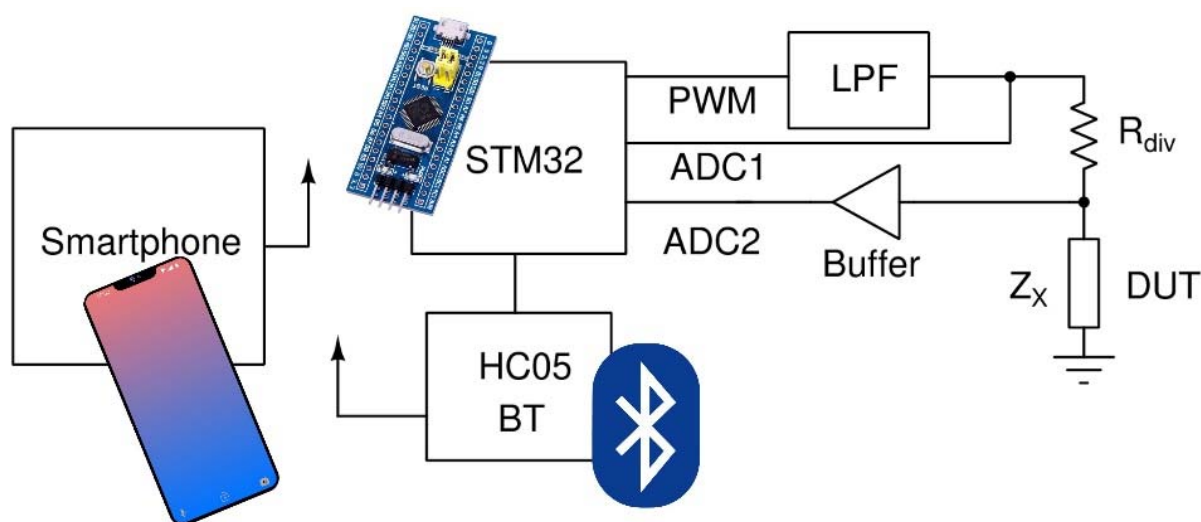 PWM
LPF
R_div
STM32
ADC1
Smartphone
ADC2
Buffer
Z_X
DUT
HC05
BT